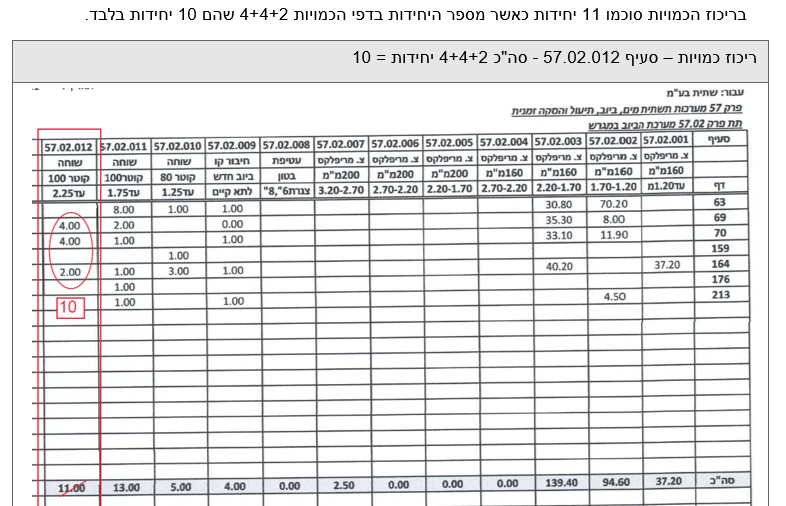 בריכוז הכמויות סוכמו 11 יחידות כאשר מספר היחידות בדפי הכמויות 4+4+2 שהם 10 יחידות בלבד.
ריכוז כמויות – סעיף 57.02.012 - סה"כ 4+4+2 יחידות = 10
עבור: שתית בע"מ
פרק 57 מערכות תשתית מים, ביוב, תיעול והסקה זמנית
תת פרק 57.02 מערכת הביוב במגרש
סעיף 57.02.001 57.02.002 57.02.003 57.02.004 57.02.005 57.02.006 57.02.007 57.02.008 57.02.009 57.02.010 57.02.011 57.02.012
צ. מריפלקס צ. מריפלקס צ. מריפלקס צ. מריפלקס צ. מריפלקס צ. מריפלקס צ. מריפלקס עטיפת חיבור קו שוחה שוחה שוחה
160מ"מ 160מ"מ 160מ"מ 160מ"מ 200מ"מ 200מ"מ 200מ"מ בטון ביוב חדש קוטר 80 קוטר100 קוטר 100
דף עד1.20מ 1.70-1.20 2.20-1.70 2.70-2.20 2.20-1.70 2.70-2.20 3.20-2.70 צנרת6",8" לתא קיים עד1.25 עד1.75 עד2.25
63 70.20 30.80 1.00 1.00 8.00
69 8.00 35.30 0.00 2.00 4.00
70 11.90 33.10 1.00 1.00 4.00
159 1.00
164 37.20 40.20 1.00 3.00 1.00 2.00
176 1.00
213 4.50 1.00 1.00
10
סה"כ 37.20 94.60 139.40 0.00 0.00 0.00 2.50 0.00 4.00 5.00 13.00 11.00